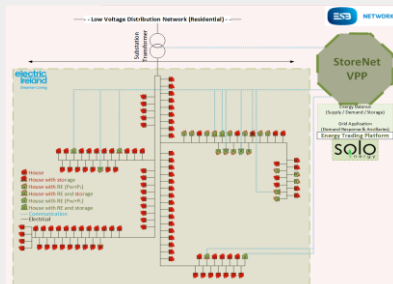 - Low Voltage Distribution Network (Residential) -
ESB NETWORKS
Substation
Transformer
StoreNet
VPP
electric
Ireland
Smarter Living
Energy Balance
(Supply / Demand / Storage)
Grid Application
(Demand Response & Ancillaries)
Energy Trading Platform
solo
energy
House
House with storage
House with RE
House with RE and storage
House with RE
House with RE and storage
Communication
Electrical